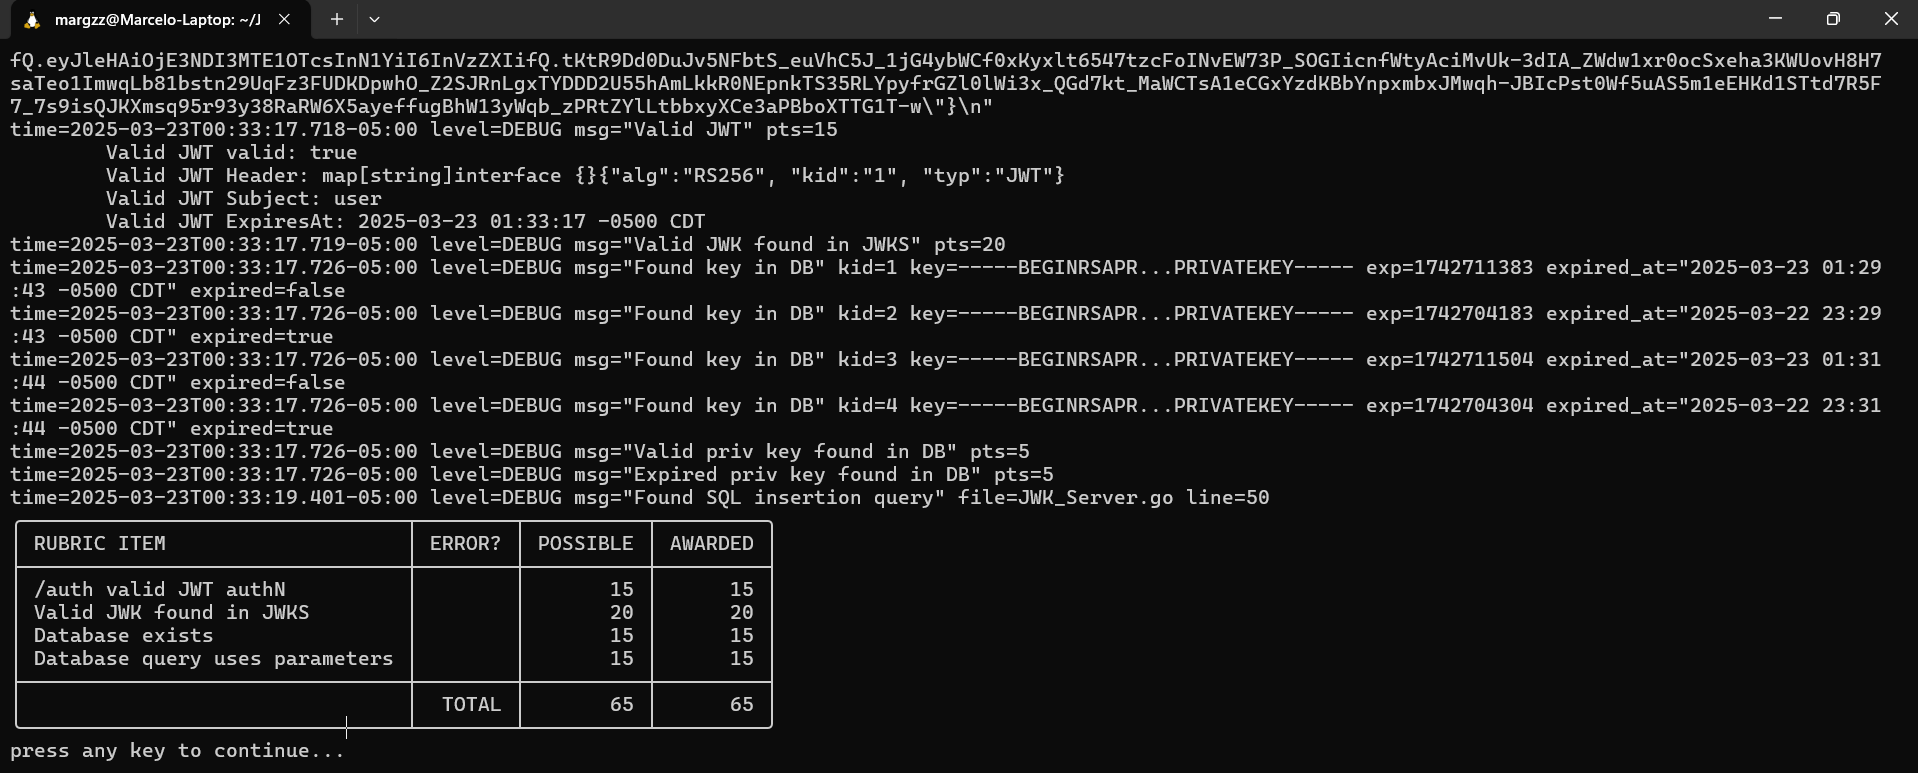 margzz@Marcelo-Laptop: ~/J
fQ.eyJleHAiOjE3NDI3MTE1OTcsInN1YiI6InVzZXIifQ.tKtR9Dd0DuJv5NFbtS_euVhC5J_1jG4ybWCf0xKyxlt6547tzcFoINvEW73P_SOGIicnfWtyAciMvUk-3dIA_ZWdw1xr0ocSxeha3KWUovH8H7
saTeo1ImwqLb81bstn29UqFz3FUDKDpwhO_Z2SJRnLgxTYDDD2U55hAmLkkR0NEpnkTS35RLYpyfrGZl0lWi3x_QGd7kt_MaWCTsA1eCGxYzdKBbYnpxmbxJMwqh-JBIcPst0Wf5uAS5m1eEHKd1STtd7R5F
7_7s9isQJKXmsq95r93y38RaRW6X5ayeffugBhW13yWqb_zPRtZYlLtbbxyXCe3aPBboXTTG1T-w\"}\n"
time=2025-03-23T00:33:17.718-05:00 level=DEBUG msg="Valid JWT" pts=15
Valid JWT valid: true
Valid JWT Header: map[string]interface {}{"alg":"RS256", "kid":"1", "typ":"JWT"}
Valid JWT Subject: user
Valid JWT ExpiresAt: 2025-03-23 01:33:17 -0500 CDT
time=2025-03-23T00:33:17.719-05:00 level=DEBUG msg="Valid JWK found in JWKS" pts=20
time=2025-03-23T00:33:17.726-05:00 level=DEBUG msg="Found key in DB" kid=1 key=-----BEGINRSAPR...PRIVATEKEY----- exp=1742711383 expired_at="2025-03-23 01:29
:43 -0500 CDT" expired=false
time=2025-03-23T00:33:17.726-05:00 level=DEBUG msg="Found key in DB" kid=2 key=-----BEGINRSAPR...PRIVATEKEY----- exp=1742704183 expired_at="2025-03-22 23:29
:43 -0500 CDT" expired=true
time=2025-03-23T00:33:17.726-05:00 level=DEBUG msg="Found key in DB" kid=3 key=-----BEGINRSAPR...PRIVATEKEY----- exp=1742711504 expired_at="2025-03-23 01:31
:44 -0500 CDT" expired=false
time=2025-03-23T00:33:17.726-05:00 level=DEBUG msg="Found key in DB" kid=4 key=-----BEGINRSAPR...PRIVATEKEY----- exp=1742704304 expired_at="2025-03-22 23:31
:44 -0500 CDT" expired=true
time=2025-03-23T00:33:17.726-05:00 level=DEBUG msg="Valid priv key found in DB" pts=5
time=2025-03-23T00:33:17.726-05:00 level=DEBUG msg="Expired priv key found in DB" pts=5
time=2025-03-23T00:33:19.401-05:00 level=DEBUG msg="Found SQL insertion query" file=JWK_Server.go line=50
RUBRIC ITEM ERROR? POSSIBLE AWARDED
/auth valid JWT authN 15 15
Valid JWK found in JWKS 20 20
Database exists 15 15
Database query uses parameters 15 15
TOTAL 65 65
press any key to continue...